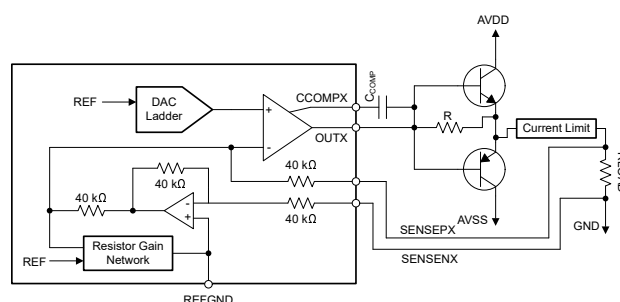 AVDD
REF
DAC
Ladder
CCOMPX
CCOMP
OUTX
+
-
R
Current Limit
40 kΩ
40 kΩ
40 kΩ
40 kΩ
-
+
Resistor Gain
Network
REF
AVSS
SENSEPX
SENSENX
GND
REFGND